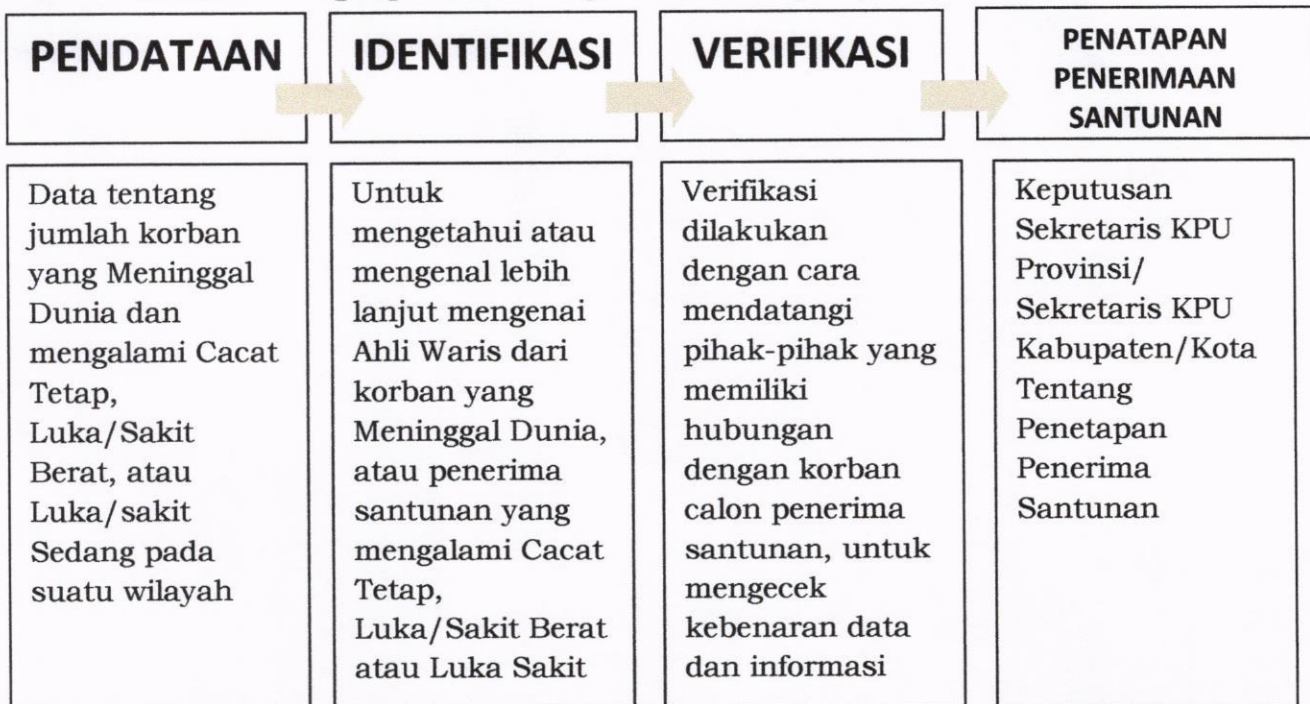 PENDATAAN
IDENTIFIKASI
VERIFIKASI
PENATAPAN
PENERIMAAN
SANTUNAN
Data tentang
jumlah korban
yang Meninggal
Dunia dan
mengalami Cacat
Tetap,
Luka/Sakit
Berat, atau
Luka/sakit
Sedang pada
suatu wilayah
Untuk
mengetahui atau
mengenal lebih
lanjut mengenai
Ahli Waris dari
korban yang
Meninggal Dunia,
atau penerima
santunan yang
mengalami Cacat
Tetap,
Luka/Sakit Berat
atau Luka Sakit
Verifikasi
dilakukan
dengan cara
mendatangi
pihak-pihak yang
memiliki
hubungan
dengan korban
calon penerima
santunan, untuk
mengecek
kebenaran data
dan informasi
Keputusan
Sekretaris KPU
Provinsi/
Sekretaris KPU
Kabupaten/Kota
Tentang
Penetapan
Penerima
Santunan